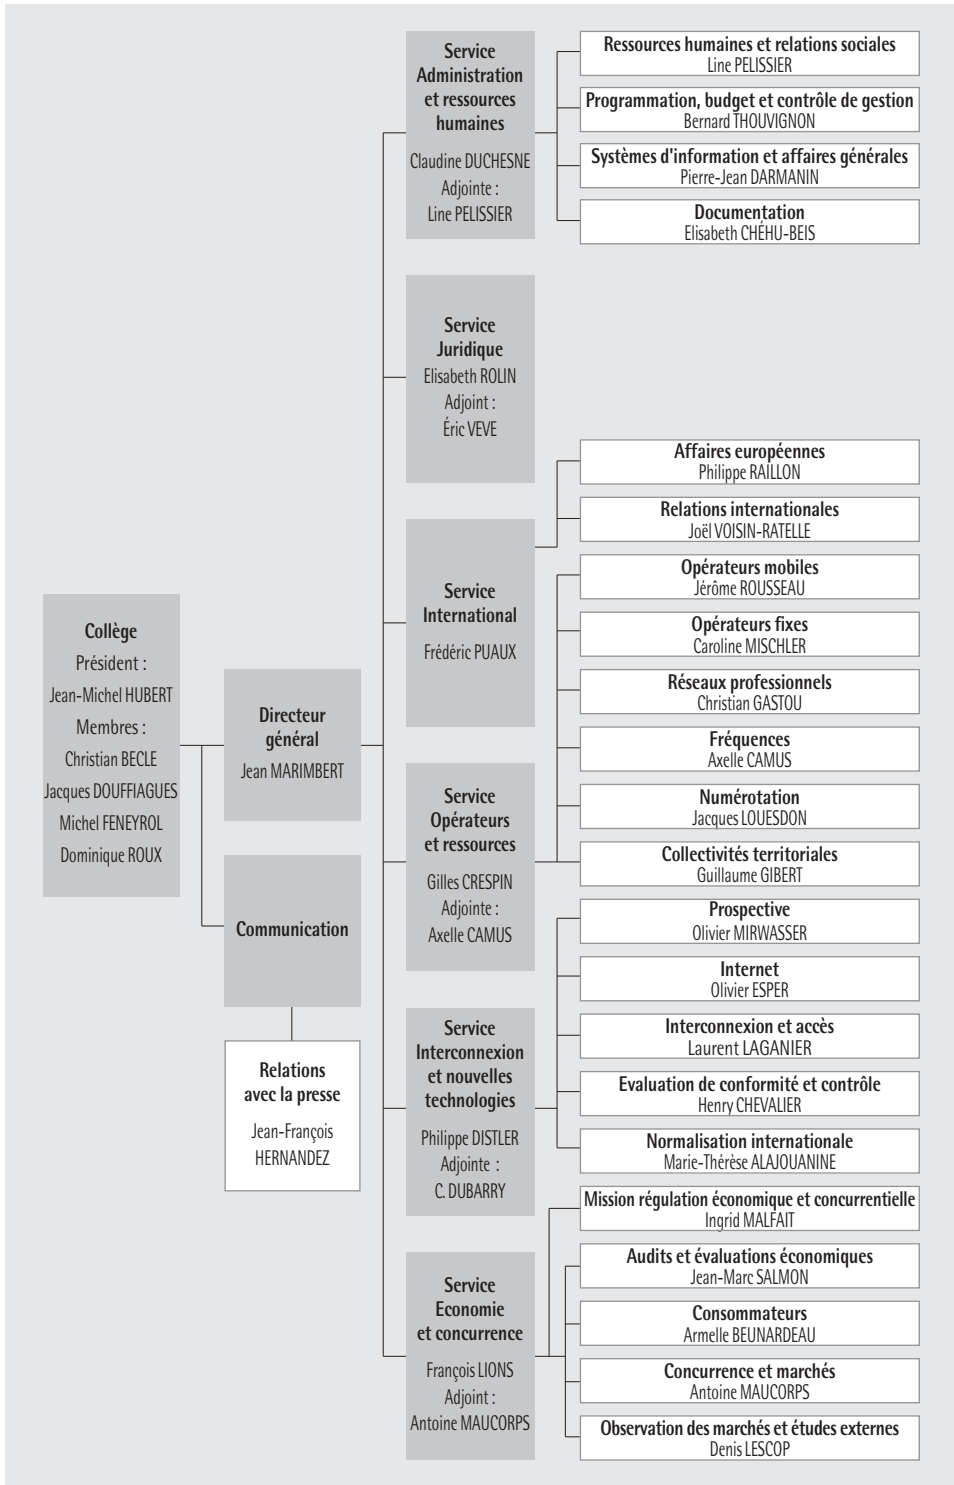 Collège
Président :
Jean-Michel HUBERT
Membres :
Christian BECLE
Jacques DOUFFIAGUES
Michel FENEYROL
Dominique ROUX
Directeur
général
Jean MARIMBERT
Communication
Relations
avec la presse
Jean-François
HERNANDEZ
Service
Administration
et ressources
humaines
Claudine DUCHESNE
Adjointe :
Line PELISSIER
Ressources humaines et relations sociales
Line PELISSIER
Programmation, budget et contrôle de gestion
Bernard THOUVIGNON
Systèmes d'information et affaires générales
Pierre-Jean DARMANIN
Documentation
Elisabeth CHÉHU-BEIS
Service
Juridique
Elisabeth ROLIN
Adjoint :
Éric VEVE
Service
International
Frédéric PUAUX
Affaires européennes
Philippe RAILLON
Relations internationales
Joël VOISIN-RATELLE
Service
Opérateurs
et ressources
Gilles CRESPIN
Adjointe :
Axelle CAMUS
Opérateurs mobiles
Jérôme ROUSSEAU
Opérateurs fixes
Caroline MISCHLER
Réseaux professionnels
Christian GASTOU
Fréquences
Axelle CAMUS
Numérotation
Jacques LOUESDON
Collectivités territoriales
Guillaume GIBERT
Service
Interconnexion
et nouvelles
technologies
Philippe DISTLER
Adjointe :
C. DUBARRY
Prospective
Olivier MIRWASSER
Internet
Olivier ESPER
Interconnexion et accès
Laurent LAGANIER
Evaluation de conformité et contrôle
Henry CHEVALIER
Normalisation internationale
Marie-Thérèse ALAJOUANINE
Service
Economie
et concurrence
François LIONS
Adjoint :
Antoine MAUCORPS
Mission régulation économique et concurrentielle
Ingrid MALFAIT
Audits et évaluations économiques
Jean-Marc SALMON
Consommateurs
Armelle BEUNARDEAU
Concurrence et marchés
Antoine MAUCORPS
Observation des marchés et études externes
Denis LESCOP